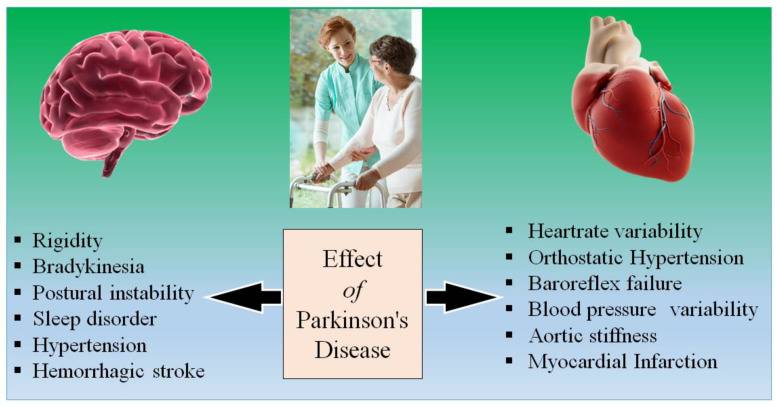 ▪ Rigidity
▪ Bradykinesia
▪ Postural instability
▪ Sleep disorder
▪ Hypertension
▪ Hemorrhagic stroke
Effect
of
Parkinson's
Disease
▪ Heartrate variability
▪ Orthostatic Hypertension
▪ Baroreflex failure
▪ Blood pressure variability
▪ Aortic stiffness
▪ Myocardial Infarction